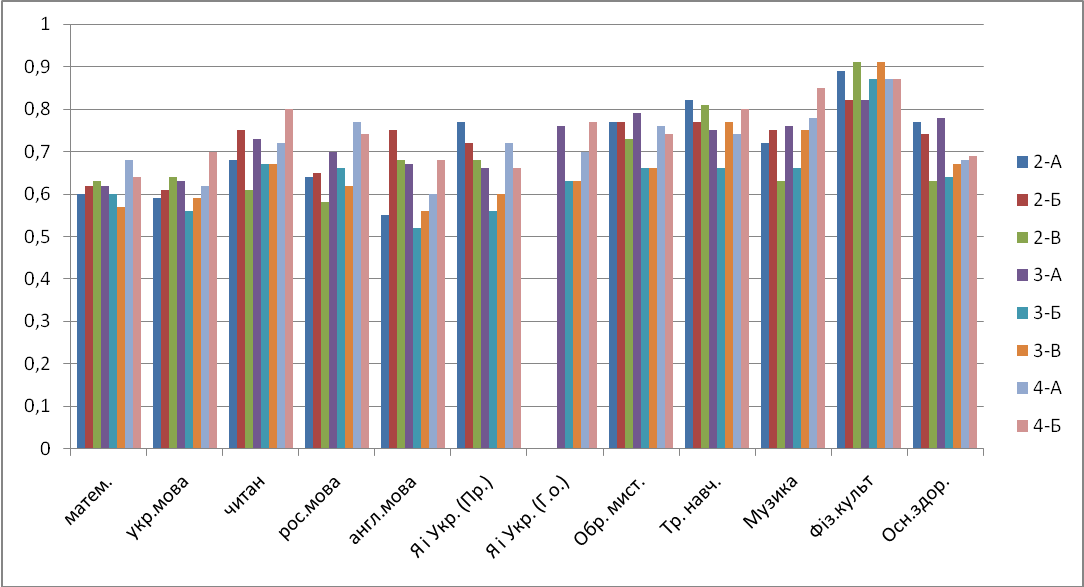 1
0,9
0,8
0,7
0,6
0,5
0,4
0,3
0,2
0,1
0
матем.
укр.мова
читан
рос.мова
англ.мова
Я і Укр. (Пр.)
Я і Укр. (Г.о.)
Обр. мист.
Тр. навч.
Музика
Фіз.культ
Осн.здор.
2-А
2-Б
2-В
3-А
3-Б
3-В
4-А
4-Б